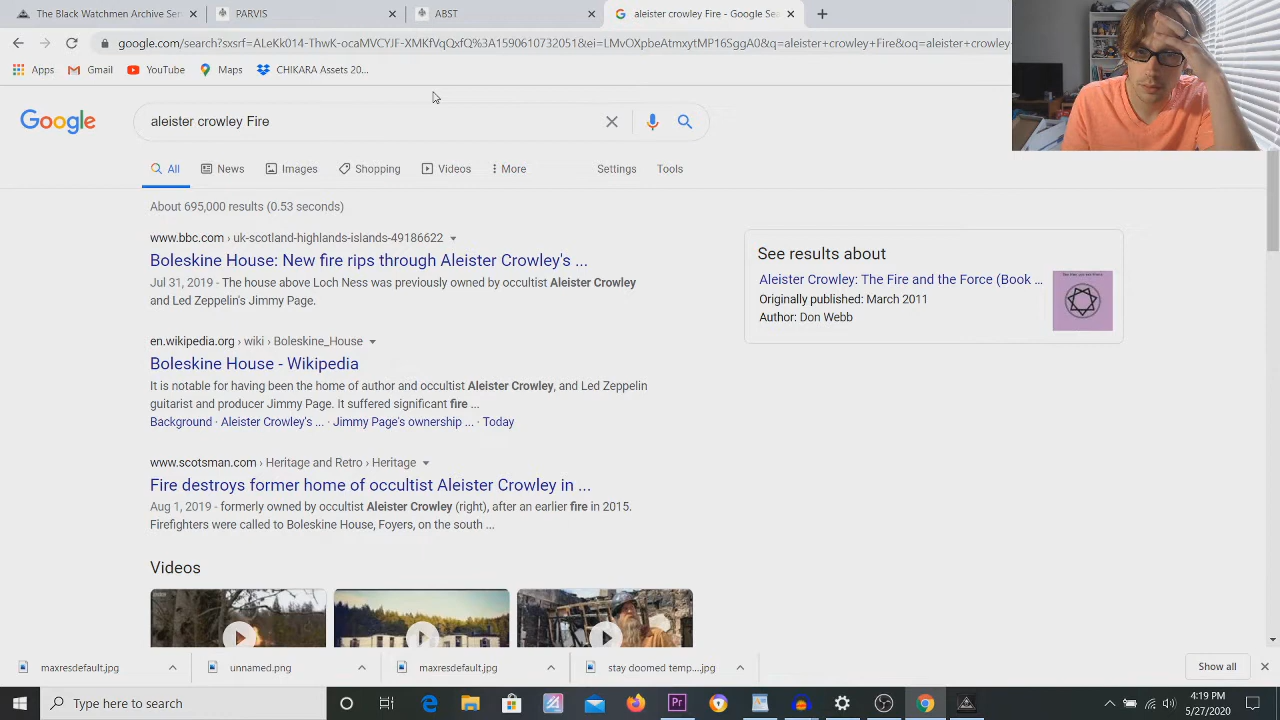 The Black Watchmen Archive Ser
PARVIS
ABST
aleister crowley Fire - Google Se
Apps
Gmail
YouTube
Maps
CHIKARA Assets 20...
Google
aleister crowley Fire
All
News
Images
Shopping
Videos
More
Settings
Tools
About 695,000 results (0.53 seconds)
www.bbc.com › uk-scotland-highlands-islands-49186622
Boleskine House: New fire rips through Aleister Crowley's ...
Jul 31, 2019 - The house above Loch Ness was previously owned by occultist Aleister Crowley
and Led Zeppelin's Jimmy Page.
en.wikipedia.org › wiki › Boleskine_House
Boleskine House - Wikipedia
It is notable for having been the home of author and occultist Aleister Crowley, and Led Zeppelin
guitarist and producer Jimmy Page. It suffered significant fire ...
Background · Aleister Crowley's ... · Jimmy Page's ownership ... · Today
www.scotsman.com › Heritage and Retro › Heritage
Fire destroys former home of occultist Aleister Crowley in ...
Aug 1, 2019 - formerly owned by occultist Aleister Crowley (right), after an earlier fire in 2015.
Firefighters were called to Boleskine House, Foyers, on the south ...
Videos
See results about
Aleister Crowley: The Fire and the Force (Book ...
Originally published: March 2011
Author: Don Webb
maxresdefault.jpg
unnamed.png
maxresdefault.jpg
stay doomed temp....jpg
Show all
Type here to search
Pr
4:19 PM
5/27/2020